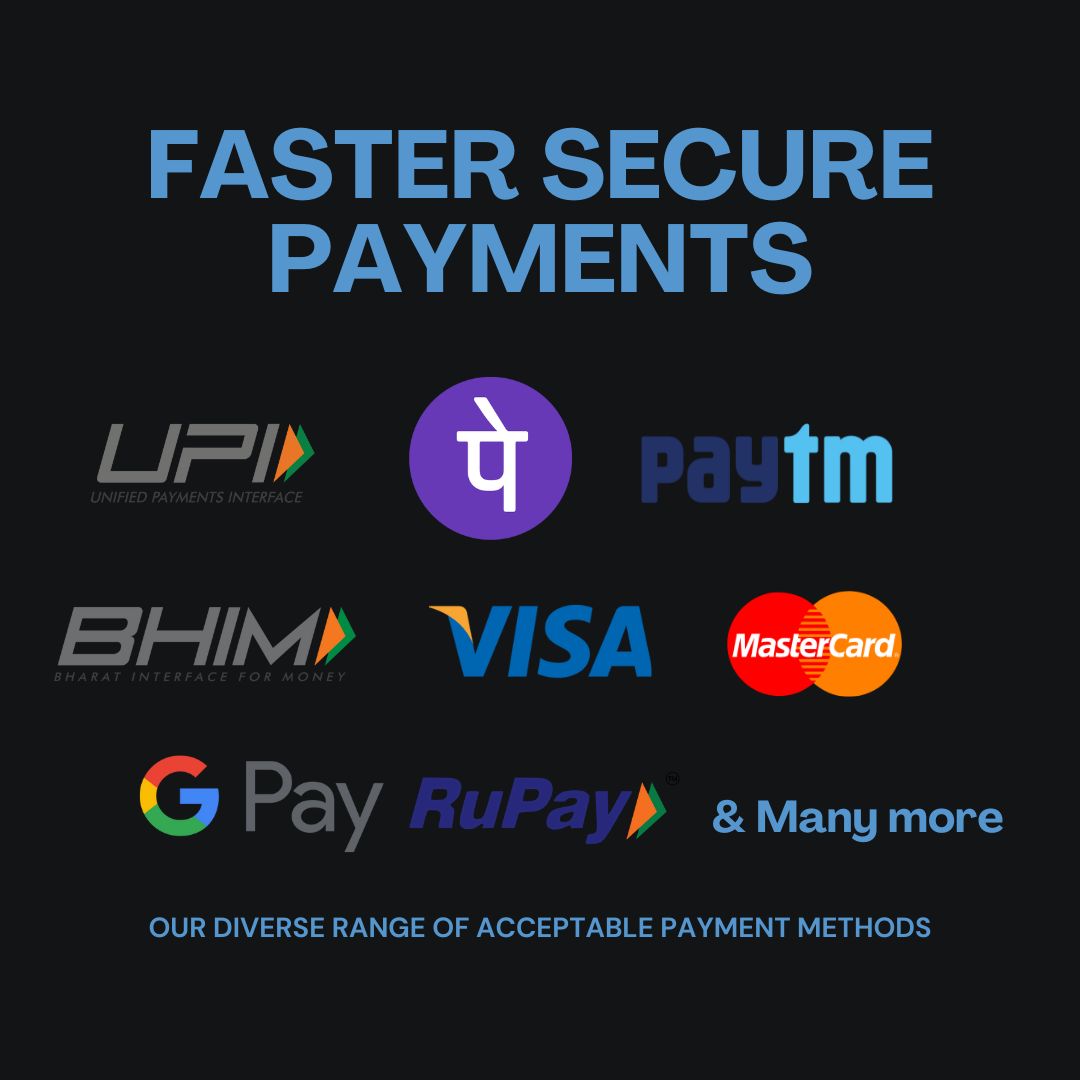 FASTER SECURE
PAYMENTS
UPI
UNIFIED PAYMENTS INTERFACE
पे
paytm
BHIM
BHARAT INTERFACE FOR MONEY
VISA
MasterCard
G Pay
RuPay
TM
& Many more
OUR DIVERSE RANGE OF ACCEPTABLE PAYMENT METHODS